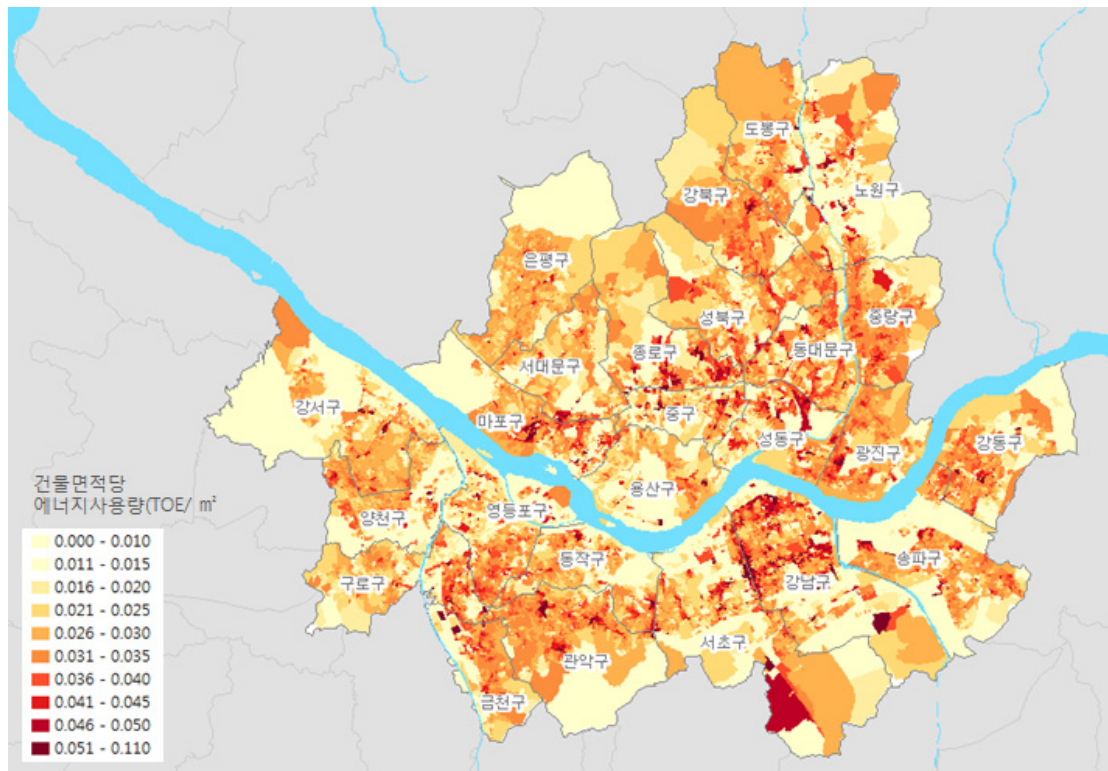 도봉구
강북구
노원구
은평구
성북구
중랑구
서대문구
종로구
동대문구
강서구
마포구
중구
성동구
광진구
강동구
용산구
양천구
영등포구
동작구
강남구
송파구
구로구
관악구
서초구
금천구
건물면적당
에너지사용량(TOE/ ㎡
0.000 - 0.010
0.011 - 0.015
0.016 - 0.020
0.021 - 0.025
0.026 - 0.030
0.031 - 0.035
0.036 - 0.040
0.041 - 0.045
0.046 - 0.050
0.051 - 0.110